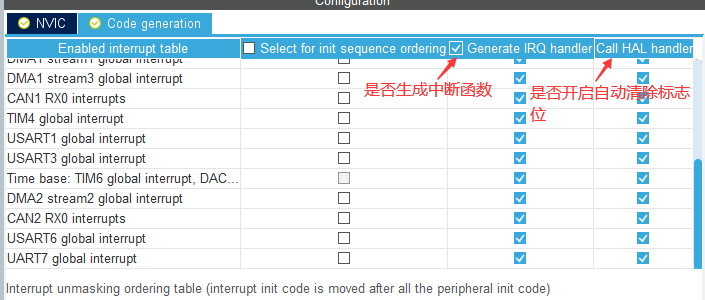 Configuration
NVIC
Code generation
Enabled interrupt table Select for init sequence ordering Generate IRQ handler Call HAL handler
DMA1 stream3 global interrupt
CAN1 RX0 interrupts
TIM4 global interrupt
USART1 global interrupt
USART3 global interrupt
Time base: TIM6 global interrupt, DAC...
DMA2 stream2 global interrupt
CAN2 RX0 interrupts
USART6 global interrupt
UART7 global interrupt
是否生成中断函数
是否开启自动清除标志
位
Interrupt unmasking ordering table (interrupt init code is moved after all the peripheral init code)